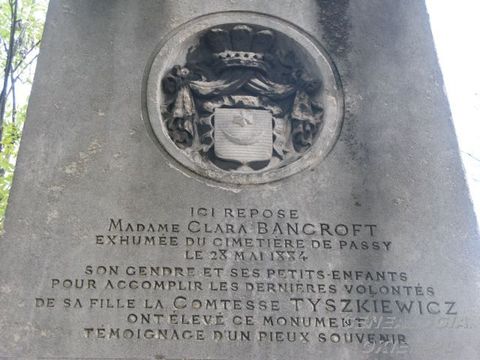 ICI REPOSE
MADAME CLARA BANCROFT
EXHUMÉE DU CIMETIÈRE DE PASSY
LE 28 MAI 1884
SON GENDRE ET SES PETITS-ENFANTS
POUR ACCOMPLIR LES DERNIÈRES VOLONTÉS
DE SA FILLE LA COMTESSE TYSZKIEWICZ
ONT ÉLEVÉ CE MONUMENT
TÉMOIGNAGE D'UN PIEUX SOUVENIR